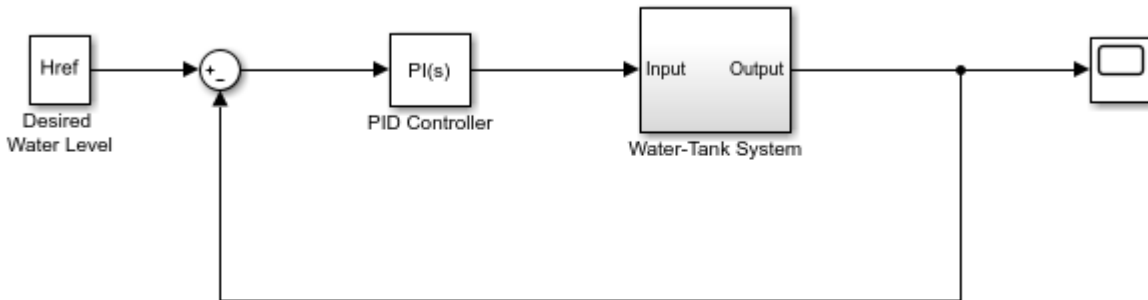 Href
Desired
Water Level
+
-
PI(s)
PID Controller
Input
Output
Water-Tank System